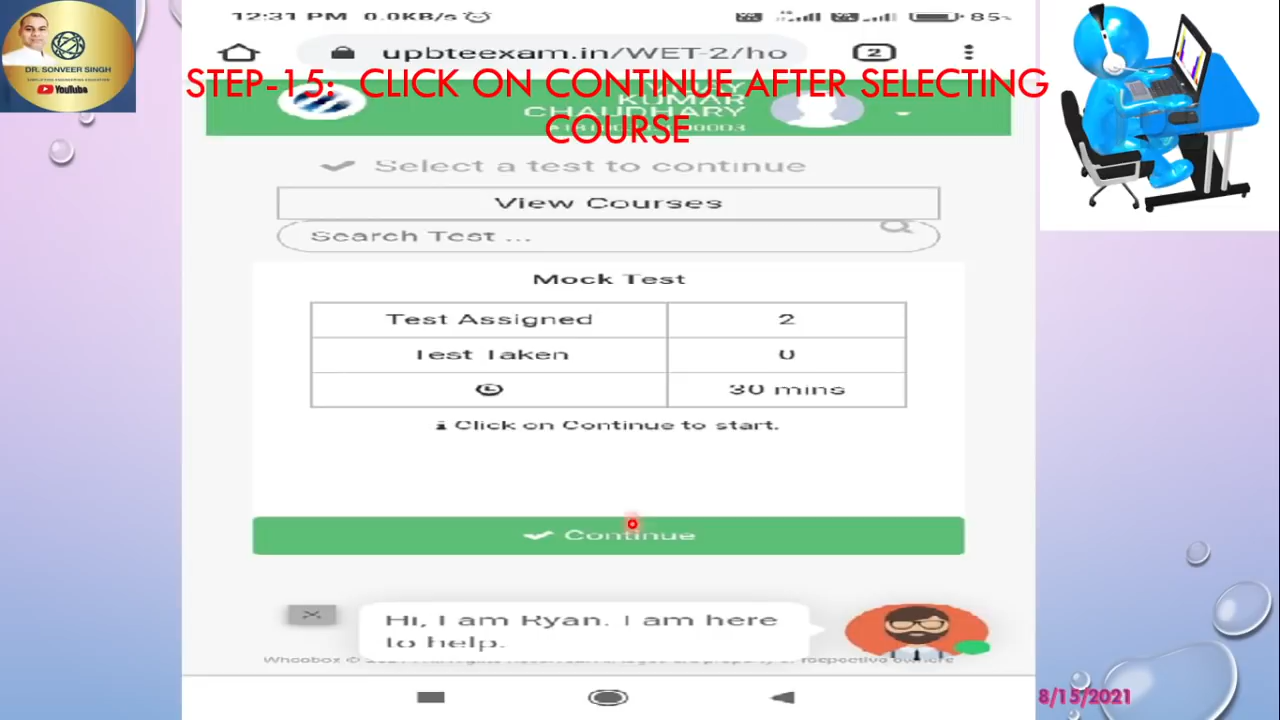 12:31 PM 0.0KB/s
85%
DR. SONVEER SINGH
YouTube
upbteexam.in/WET-2/ho
2
STEP-15: CLICK ON CONTINUE AFTER SELECTING
COURSE
KUMAR
CHAUDHARY
Select a test to continue
View Courses
Search Test ...
Mock Test
Test Assigned 2
Test Taken 0
30 mins
Click on Continue to start.
Continue
Hi, I am Ryan. I am here
to help.
8/15/2021